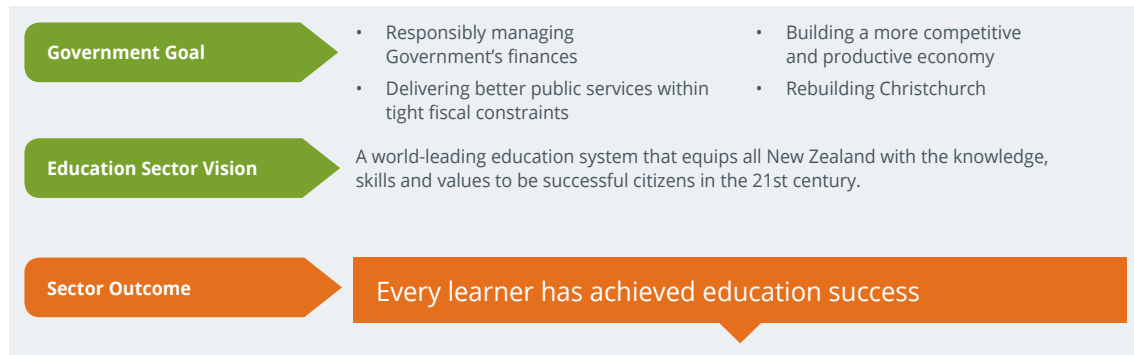 Government Goal
• Responsibly managing
Government's finances
• Delivering better public services within
tight fiscal constraints
• Building a more competitive
and productive economy
• Rebuilding Christchurch
Education Sector Vision
A world-leading education system that equips all New Zealand with the knowledge,
skills and values to be successful citizens in the 21st century.
Sector Outcome
Every learner has achieved education success